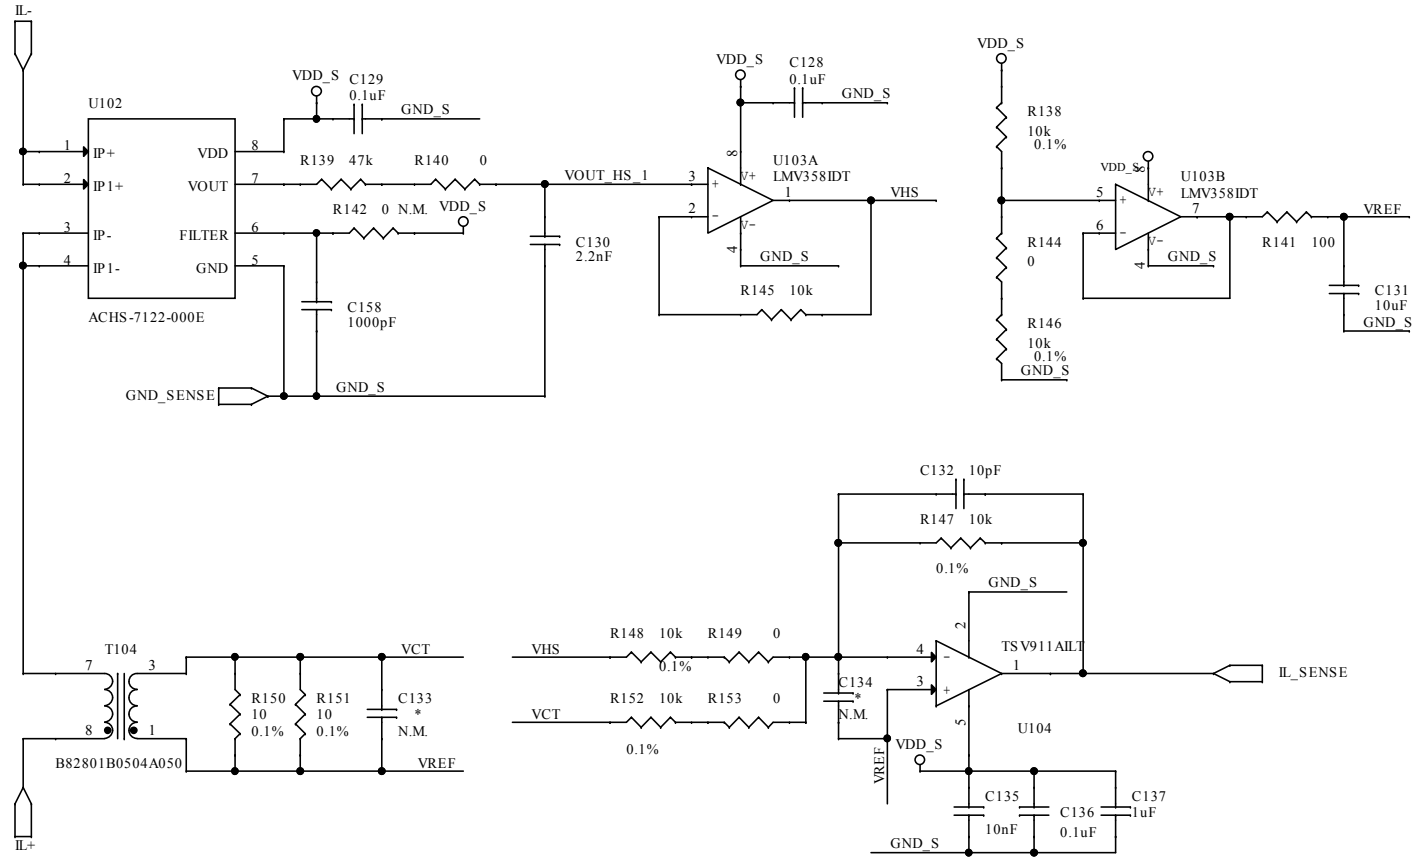 IL-
U102
1 IP+
2 IP1+
3 IP-
4 IP1-
VDD 8
VOUT 7
FILTER 6
GND 5
ACHS-7122-000E
VDD_S
C129
0.1uF
GND_S
R139 47k
R140 0
R142 0 N.M.
VDD_S
C158
1000pF
C130
2.2nF
GND_SENSE
GND_S
VOUT_HS_1
VDD_S
C128
0.1uF
GND_S
U103A
LMV358IDT
3 +
2 −
8 V+
4 V−
1
VHS
GND_S
R145 10k
VDD_S
R138
10k
0.1%
R144
0
R146
10k
0.1%
GND_S
VDD_S
U103B
LMV358IDT
5 +
6 −
8 V+
4 V−
7
GND_S
R141 100
VREF
C131
10uF
GND_S
T104
7
8
3
1
B82801B0504A050
IL+
VCT
R150
10
0.1%
R151
10
0.1%
C133
*
N.M.
VREF
VHS
R148 10k
0.1%
R149 0
VCT
R152 10k
0.1%
R153 0
C132 10pF
R147 10k
0.1%
GND_S
C134
*
N.M.
VREF
4 −
3 +
2
5
1
TSV911AILT
U104
IL_SENSE
VDD_S
C135
10nF
C136
0.1uF
C137
1uF
GND_S